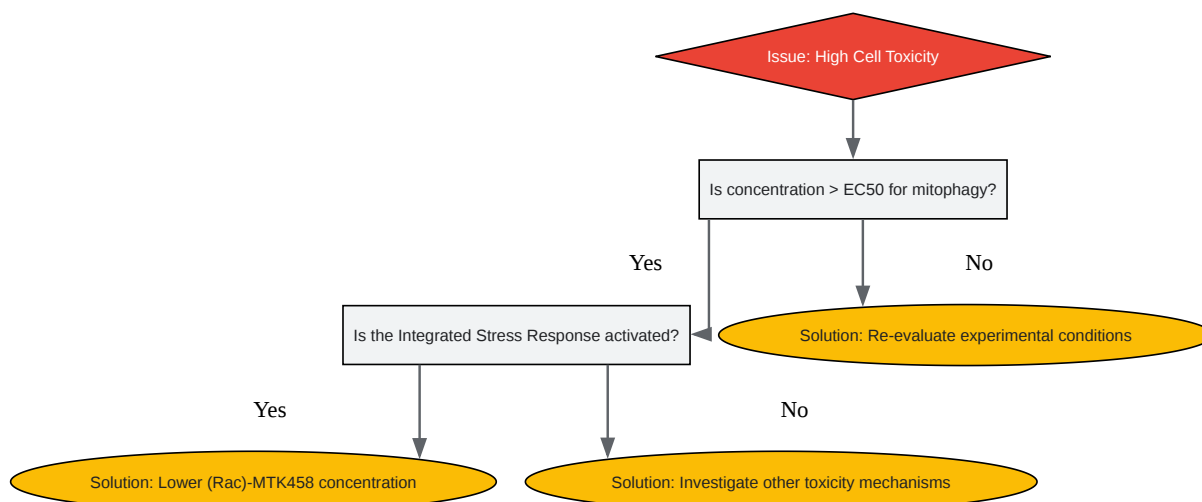 Issue: High Cell Toxicity
Is concentration > EC50 for mitophagy?
Yes
No
Is the Integrated Stress Response activated?
Solution: Re-evaluate experimental conditions
Yes
No
Solution: Lower (Rac)-MTK458 concentration
Solution: Investigate other toxicity mechanisms